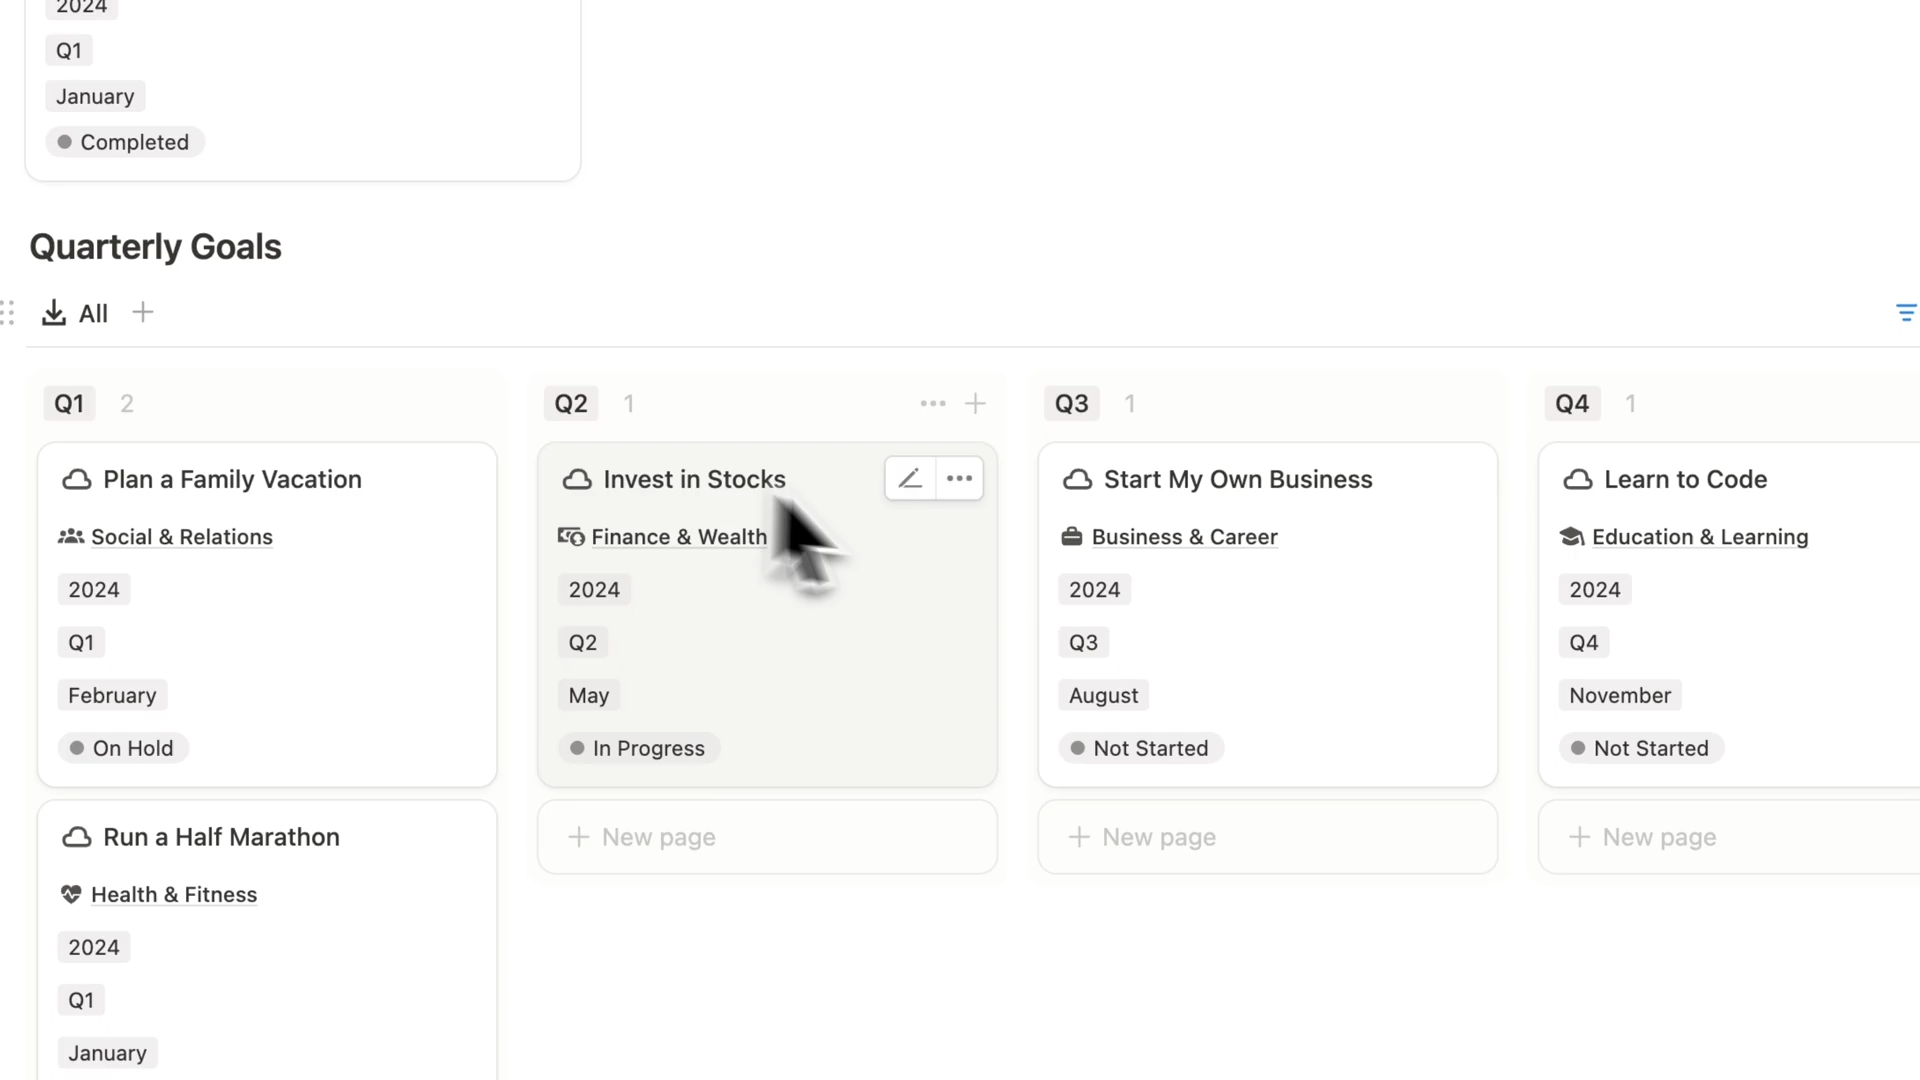 2024
Q1
January
Completed
Quarterly Goals
All
Q1 2
Plan a Family Vacation
Social & Relations
2024
Q1
February
On Hold
Run a Half Marathon
Health & Fitness
2024
Q1
January
Q2 1
Invest in Stocks
Finance & Wealth
2024
Q2
May
In Progress
New page
Q3 1
Start My Own Business
Business & Career
2024
Q3
August
Not Started
New page
Q4 1
Learn to Code
Education & Learning
2024
Q4
November
Not Started
New page